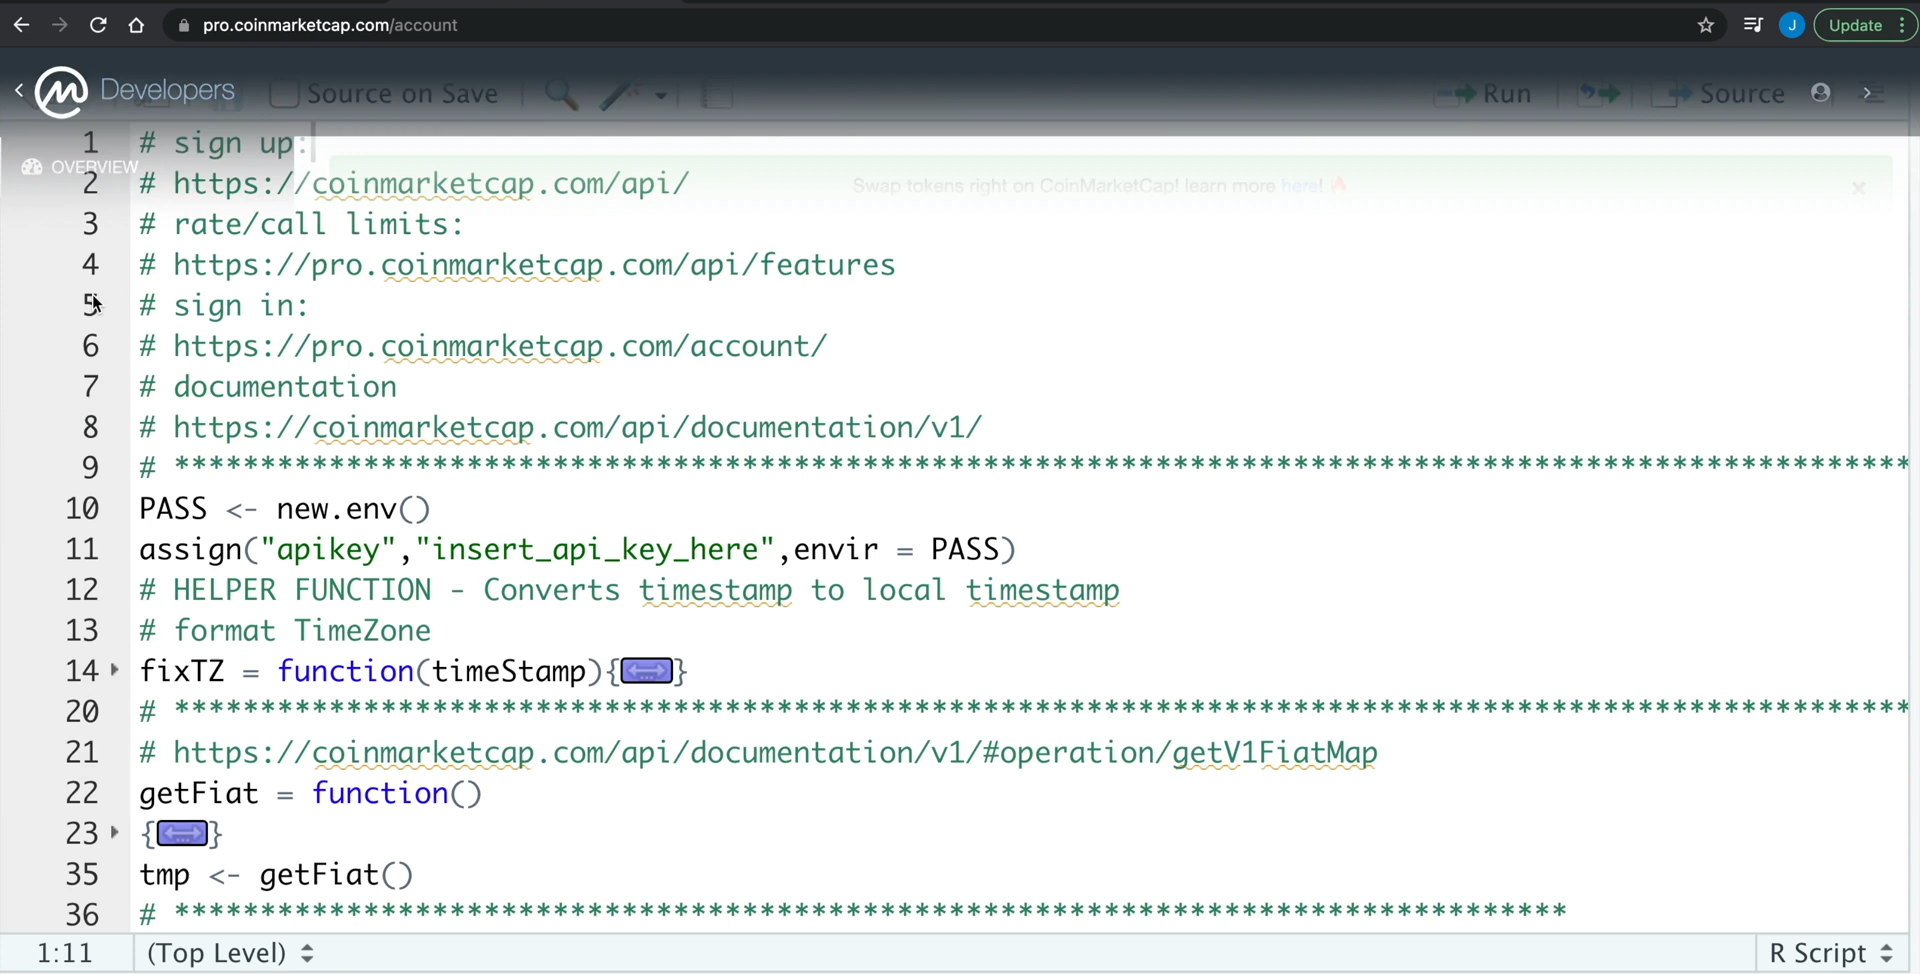 pro.coinmarketcap.com/account
J
Update
Developers
Source on Save
Run
Source
OVERVIEW
Swap tokens right on CoinMarketCap! learn more here! 🔥
1 # sign up:
2 # https://coinmarketcap.com/api/
3 # rate/call limits:
4 # https://pro.coinmarketcap.com/api/features
5 # sign in:
6 # https://pro.coinmarketcap.com/account/
7 # documentation
8 # https://coinmarketcap.com/api/documentation/v1/
9 # *******************************************************************************************************
10 PASS <- new.env()
11 assign("apikey","insert_api_key_here",envir = PASS)
12 # HELPER FUNCTION - Converts timestamp to local timestamp
13 # format TimeZone
14 fixTZ = function(timeStamp){...}
20 # *******************************************************************************************************
21 # https://coinmarketcap.com/api/documentation/v1/#operation/getV1FiatMap
22 getFiat = function()
23 {...}
35 tmp <- getFiat()
36 # *********************************************************************************
1:11 (Top Level) R Script